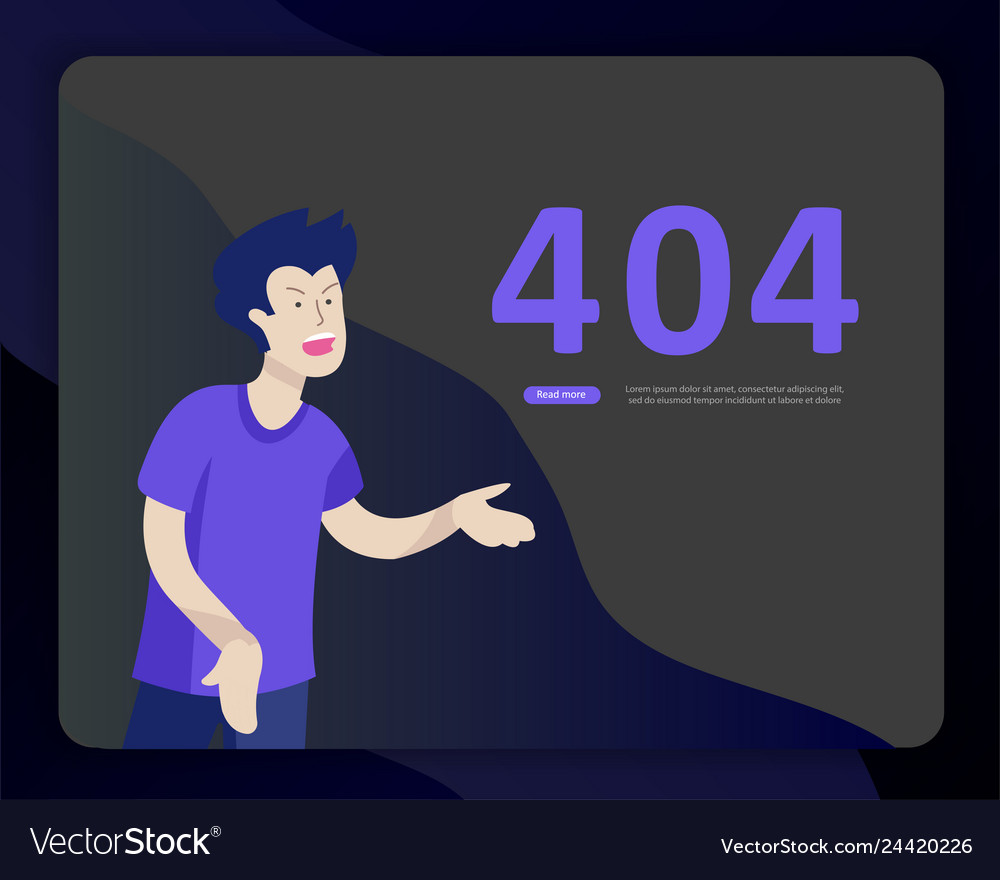 404
Read more
Lorem ipsum dolor sit amet, consectetur adipiscing elit,
sed do eiusmod tempor incididunt ut labore et dolore
VectorStock®
VectorStock.com/24420226